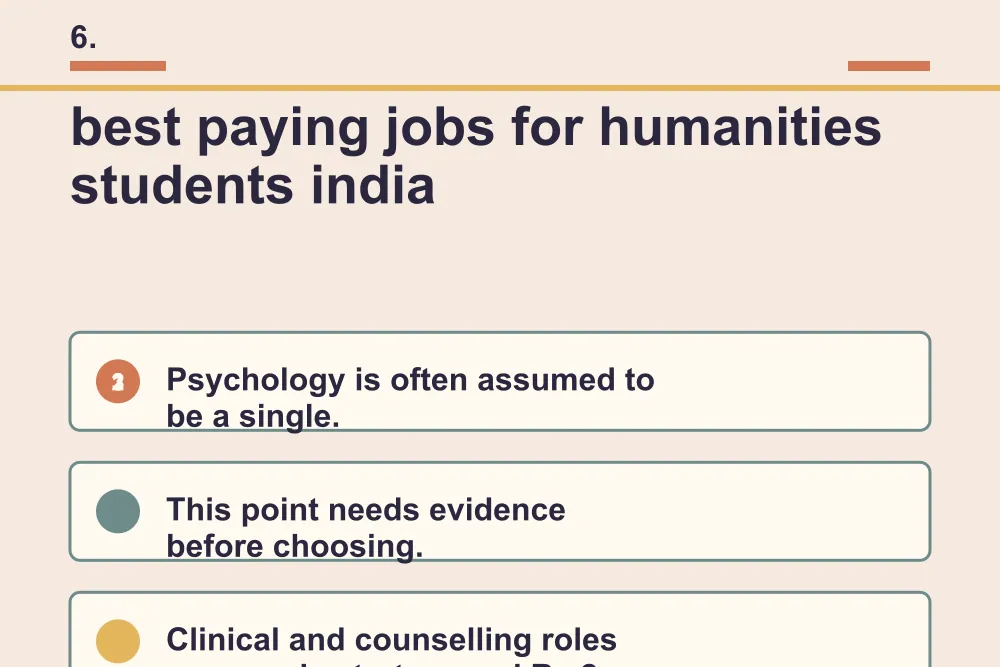 6.
best paying jobs for humanities
students india
Psychology is often assumed to
be a single.
This point needs evidence
before choosing.
Clinical and counselling roles